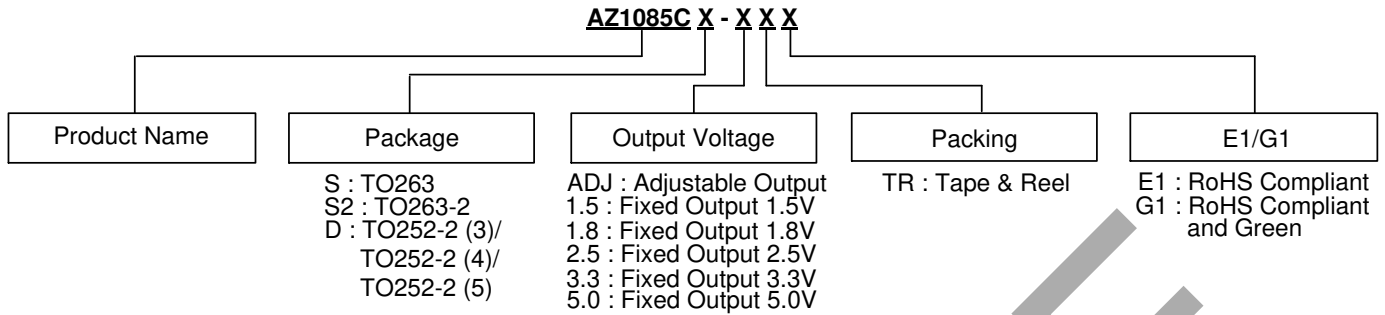 AZ1085C X - X X X
Product Name
Package
Output Voltage
Packing
E1/G1
S : TO263
S2 : TO263-2
D : TO252-2 (3)/
TO252-2 (4)/
TO252-2 (5)
ADJ : Adjustable Output
1.5 : Fixed Output 1.5V
1.8 : Fixed Output 1.8V
2.5 : Fixed Output 2.5V
3.3 : Fixed Output 3.3V
5.0 : Fixed Output 5.0V
TR : Tape & Reel
E1 : RoHS Compliant
G1 : RoHS Compliant
and Green